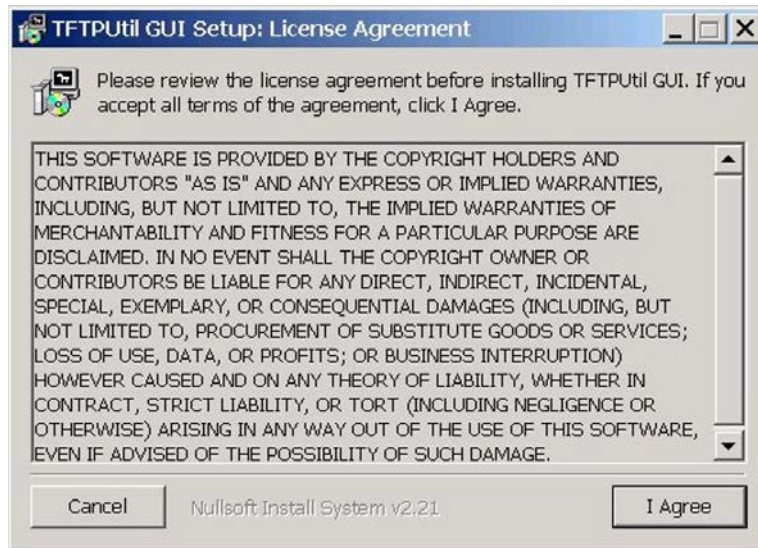 TFTPUtil GUI Setup: License Agreement
Please review the license agreement before installing TFTPUtil GUI. If you
accept all terms of the agreement, click I Agree.
THIS SOFTWARE IS PROVIDED BY THE COPYRIGHT HOLDERS AND
CONTRIBUTORS "AS IS" AND ANY EXPRESS OR IMPLIED WARRANTIES,
INCLUDING, BUT NOT LIMITED TO, THE IMPLIED WARRANTIES OF
MERCHANTABILITY AND FITNESS FOR A PARTICULAR PURPOSE ARE
DISCLAIMED. IN NO EVENT SHALL THE COPYRIGHT OWNER OR
CONTRIBUTORS BE LIABLE FOR ANY DIRECT, INDIRECT, INCIDENTAL,
SPECIAL, EXEMPLARY, OR CONSEQUENTIAL DAMAGES (INCLUDING, BUT
NOT LIMITED TO, PROCUREMENT OF SUBSTITUTE GOODS OR SERVICES;
LOSS OF USE, DATA, OR PROFITS; OR BUSINESS INTERRUPTION)
HOWEVER CAUSED AND ON ANY THEORY OF LIABILITY, WHETHER IN
CONTRACT, STRICT LIABILITY, OR TORT (INCLUDING NEGLIGENCE OR
OTHERWISE) ARISING IN ANY WAY OUT OF THE USE OF THIS SOFTWARE,
EVEN IF ADVISED OF THE POSSIBILITY OF SUCH DAMAGE.
Cancel Nullsoft Install System v2.21 I Agree